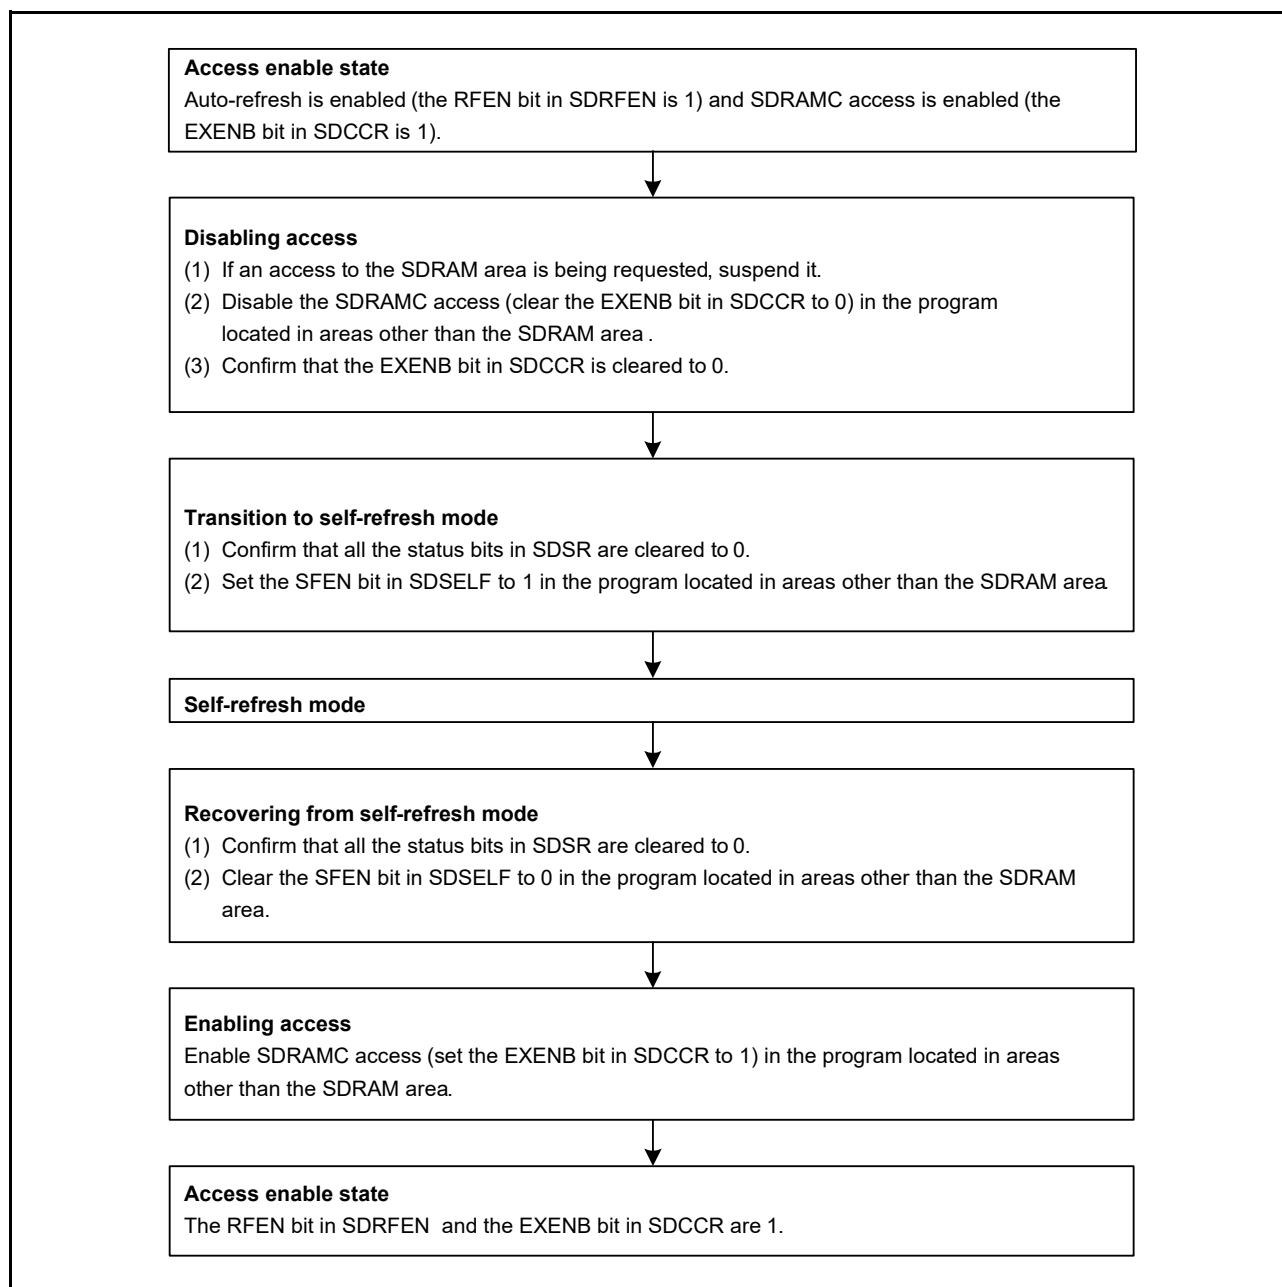 Access enable state
Auto-refresh is enabled (the RFEN bit in SDRFEN is 1) and SDRAMC access is enabled (the
EXENB bit in SDCCR is 1).
Disabling access
(1) If an access to the SDRAM area is being requested, suspend it.
(2) Disable the SDRAMC access (clear the EXENB bit in SDCCR to 0) in the program
located in areas other than the SDRAM area .
(3) Confirm that the EXENB bit in SDCCR is cleared to 0.
Transition to self-refresh mode
(1) Confirm that all the status bits in SDSR are cleared to 0.
(2) Set the SFEN bit in SDSELF to 1 in the program located in areas other than the SDRAM area.
Self-refresh mode
Recovering from self-refresh mode
(1) Confirm that all the status bits in SDSR are cleared to 0.
(2) Clear the SFEN bit in SDSELF to 0 in the program located in areas other than the SDRAM
area.
Enabling access
Enable SDRAMC access (set the EXENB bit in SDCCR to 1) in the program located in areas
other than the SDRAM area.
Access enable state
The RFEN bit in SDRFEN and the EXENB bit in SDCCR are 1.